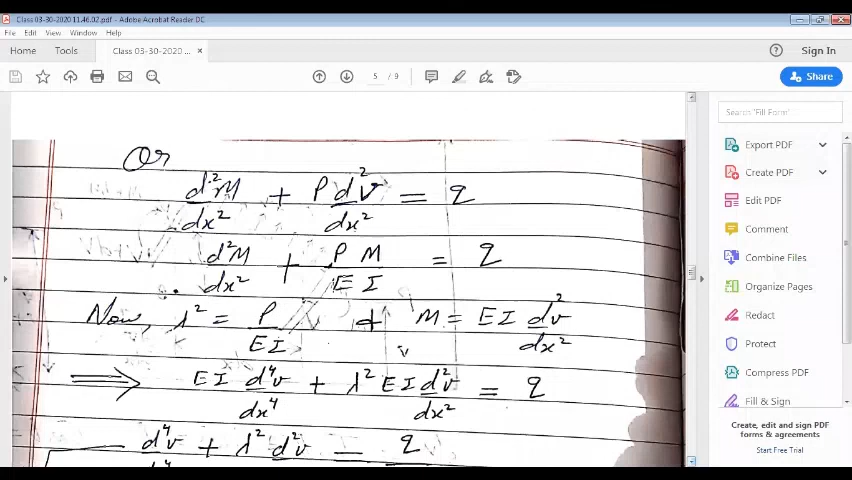 Class 03-30-2020 11.46.02.pdf - Adobe Acrobat Reader DC
File Edit View Window Help
Home Tools Class 03-30-2020 ... × ? Sign In
5 / 9 Share
Search "Fill Form"
Or
d²M/dx² + P d²v/dx² = q
d²M/dx² + P M/E I = q
Now, λ² = P/EI & M = EI d²v/dx²
⟹ EI d⁴v/dx⁴ + λ² EI d²v/dx² = q
d⁴v/dx⁴ + λ² d²v = q
Export PDF
Create PDF
Edit PDF
Comment
Combine Files
Organize Pages
Redact
Protect
Compress PDF
Fill & Sign
Create, edit and sign PDF
forms & agreements
Start Free Trial